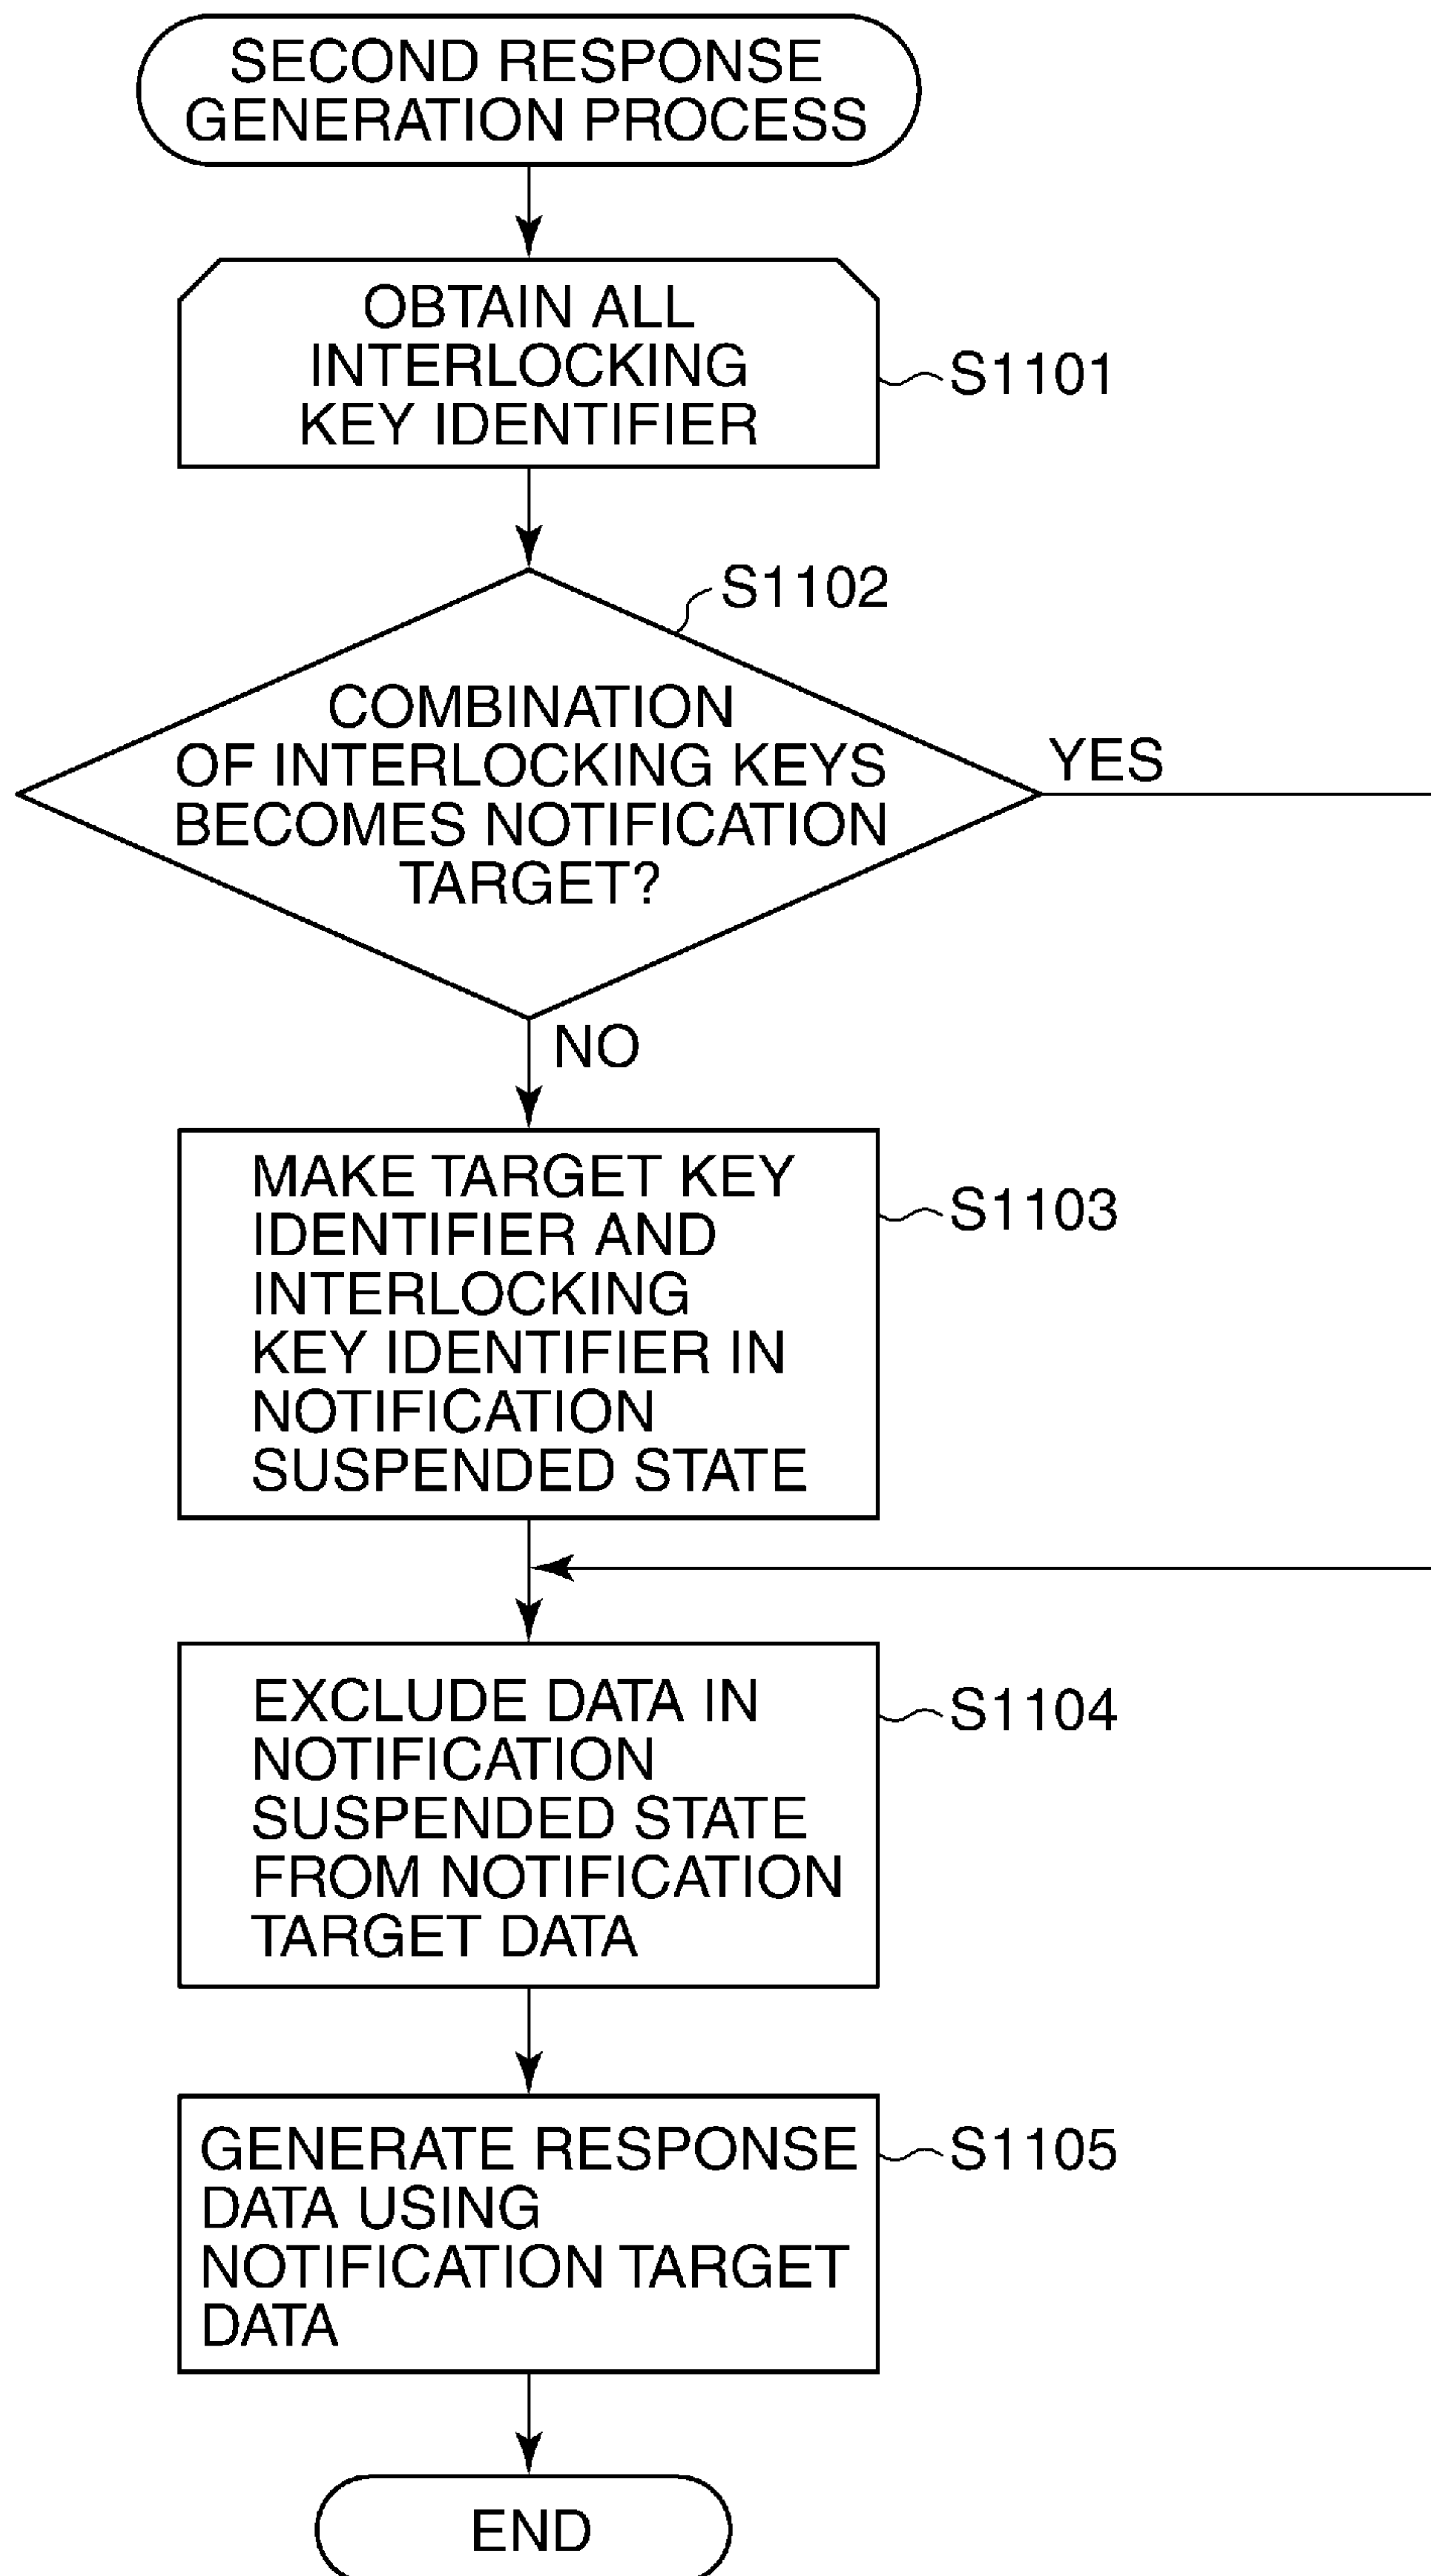 SECOND RESPONSE
GENERATION PROCESS
OBTAIN ALL
INTERLOCKING
KEY IDENTIFIER
S1101
S1102
COMBINATION
OF INTERLOCKING KEYS
BECOMES NOTIFICATION
TARGET?
YES
NO
MAKE TARGET KEY
IDENTIFIER AND
INTERLOCKING
KEY IDENTIFIER IN
NOTIFICATION
SUSPENDED STATE
S1103
EXCLUDE DATA IN
NOTIFICATION
SUSPENDED STATE
FROM NOTIFICATION
TARGET DATA
S1104
GENERATE RESPONSE
DATA USING
NOTIFICATION TARGET
DATA
S1105
END